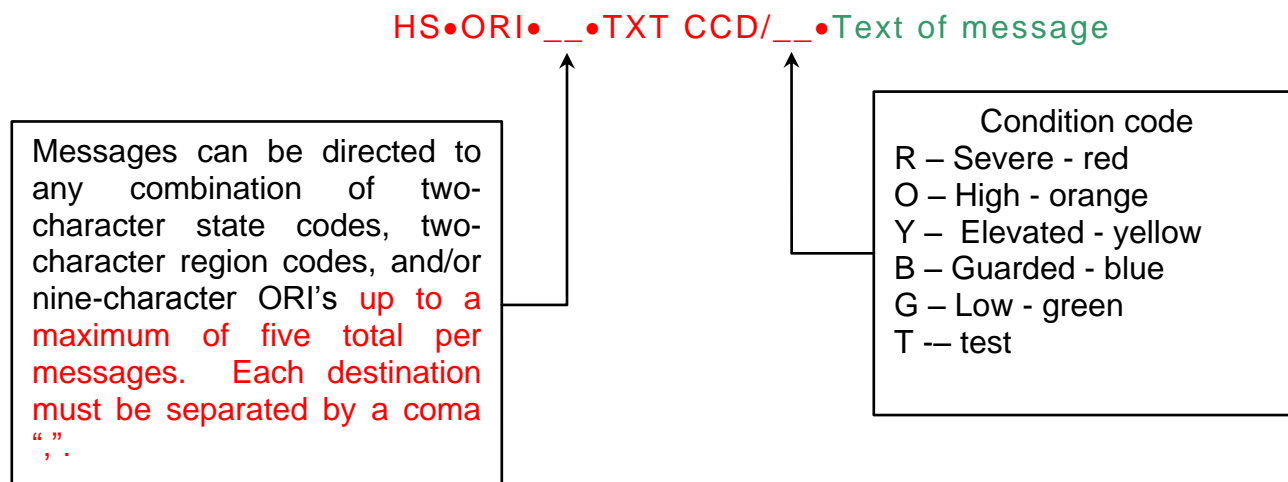 HS•ORI•__•TXT CCD/__•Text of message
Messages can be directed to
any combination of two-
character state codes, two-
character region codes, and/or
nine-character ORI's up to a
maximum of five total per
messages. Each destination
must be separated by a coma
“,”.
Condition code
R – Severe - red
O – High - orange
Y – Elevated - yellow
B – Guarded - blue
G – Low - green
T -– test